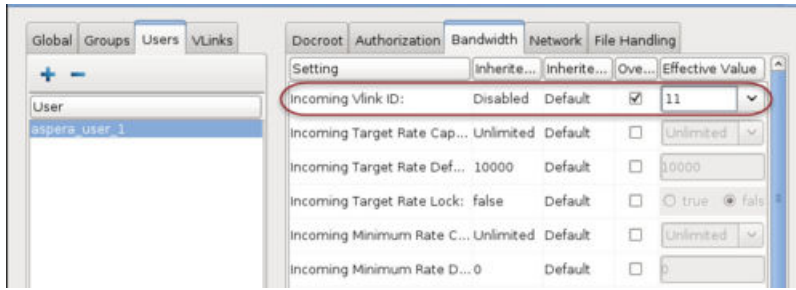 Global Groups Users VLinks
Docroot Authorization Bandwidth Network File Handling
Setting Inherite... Inherite... Ove... Effective Value
User
Incoming Vlink ID: Disabled Default 11
aspera_user_1
Incoming Target Rate Cap... Unlimited Default Unlimited
Incoming Target Rate Def... 10000 Default 10000
Incoming Target Rate Lock: false Default true fals
Incoming Minimum Rate C... Unlimited Default Unlimited
Incoming Minimum Rate D... 0 Default 0